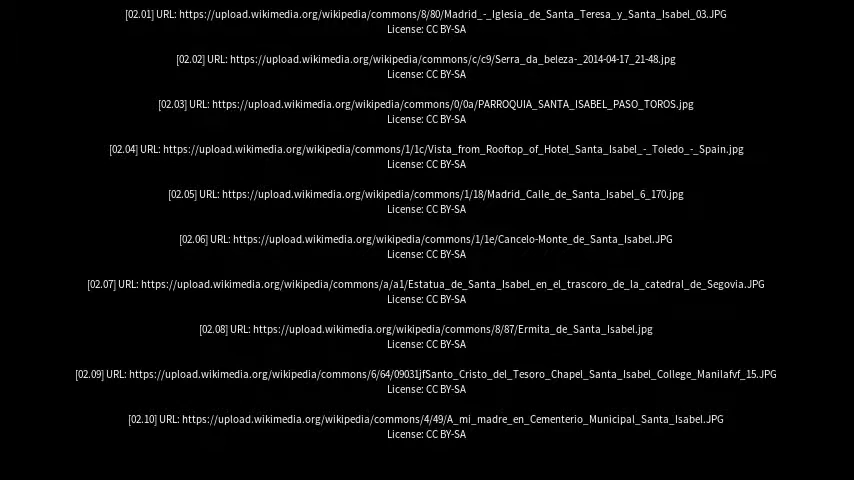 [02.01] URL: https://upload.wikimedia.org/wikipedia/commons/8/80/Madrid_-_Iglesia_de_Santa_Teresa_y_Santa_Isabel_03.JPG
License: CC BY-SA
[02.02] URL: https://upload.wikimedia.org/wikipedia/commons/c/c9/Serra_da_beleza-_2014-04-17_21-48.jpg
License: CC BY-SA
[02.03] URL: https://upload.wikimedia.org/wikipedia/commons/0/0a/PARROQUIA_SANTA_ISABEL_PASO_TOROS.jpg
License: CC BY-SA
[02.04] URL: https://upload.wikimedia.org/wikipedia/commons/1/1c/Vista_from_Rooftop_of_Hotel_Santa_Isabel_-_Toledo_-_Spain.jpg
License: CC BY-SA
[02.05] URL: https://upload.wikimedia.org/wikipedia/commons/1/18/Madrid_Calle_de_Santa_Isabel_6_170.jpg
License: CC BY-SA
[02.06] URL: https://upload.wikimedia.org/wikipedia/commons/1/1e/Cancelo-Monte_de_Santa_Isabel.JPG
License: CC BY-SA
[02.07] URL: https://upload.wikimedia.org/wikipedia/commons/a/a1/Estatua_de_Santa_Isabel_en_el_trascoro_de_la_catedral_de_Segovia.JPG
License: CC BY-SA
[02.08] URL: https://upload.wikimedia.org/wikipedia/commons/8/87/Ermita_de_Santa_Isabel.jpg
License: CC BY-SA
[02.09] URL: https://upload.wikimedia.org/wikipedia/commons/6/64/09031jfSanto_Cristo_del_Tesoro_Chapel_Santa_Isabel_College_Manilafvf_15.JPG
License: CC BY-SA
[02.10] URL: https://upload.wikimedia.org/wikipedia/commons/4/49/A_mi_madre_en_Cementerio_Municipal_Santa_Isabel.JPG
License: CC BY-SA